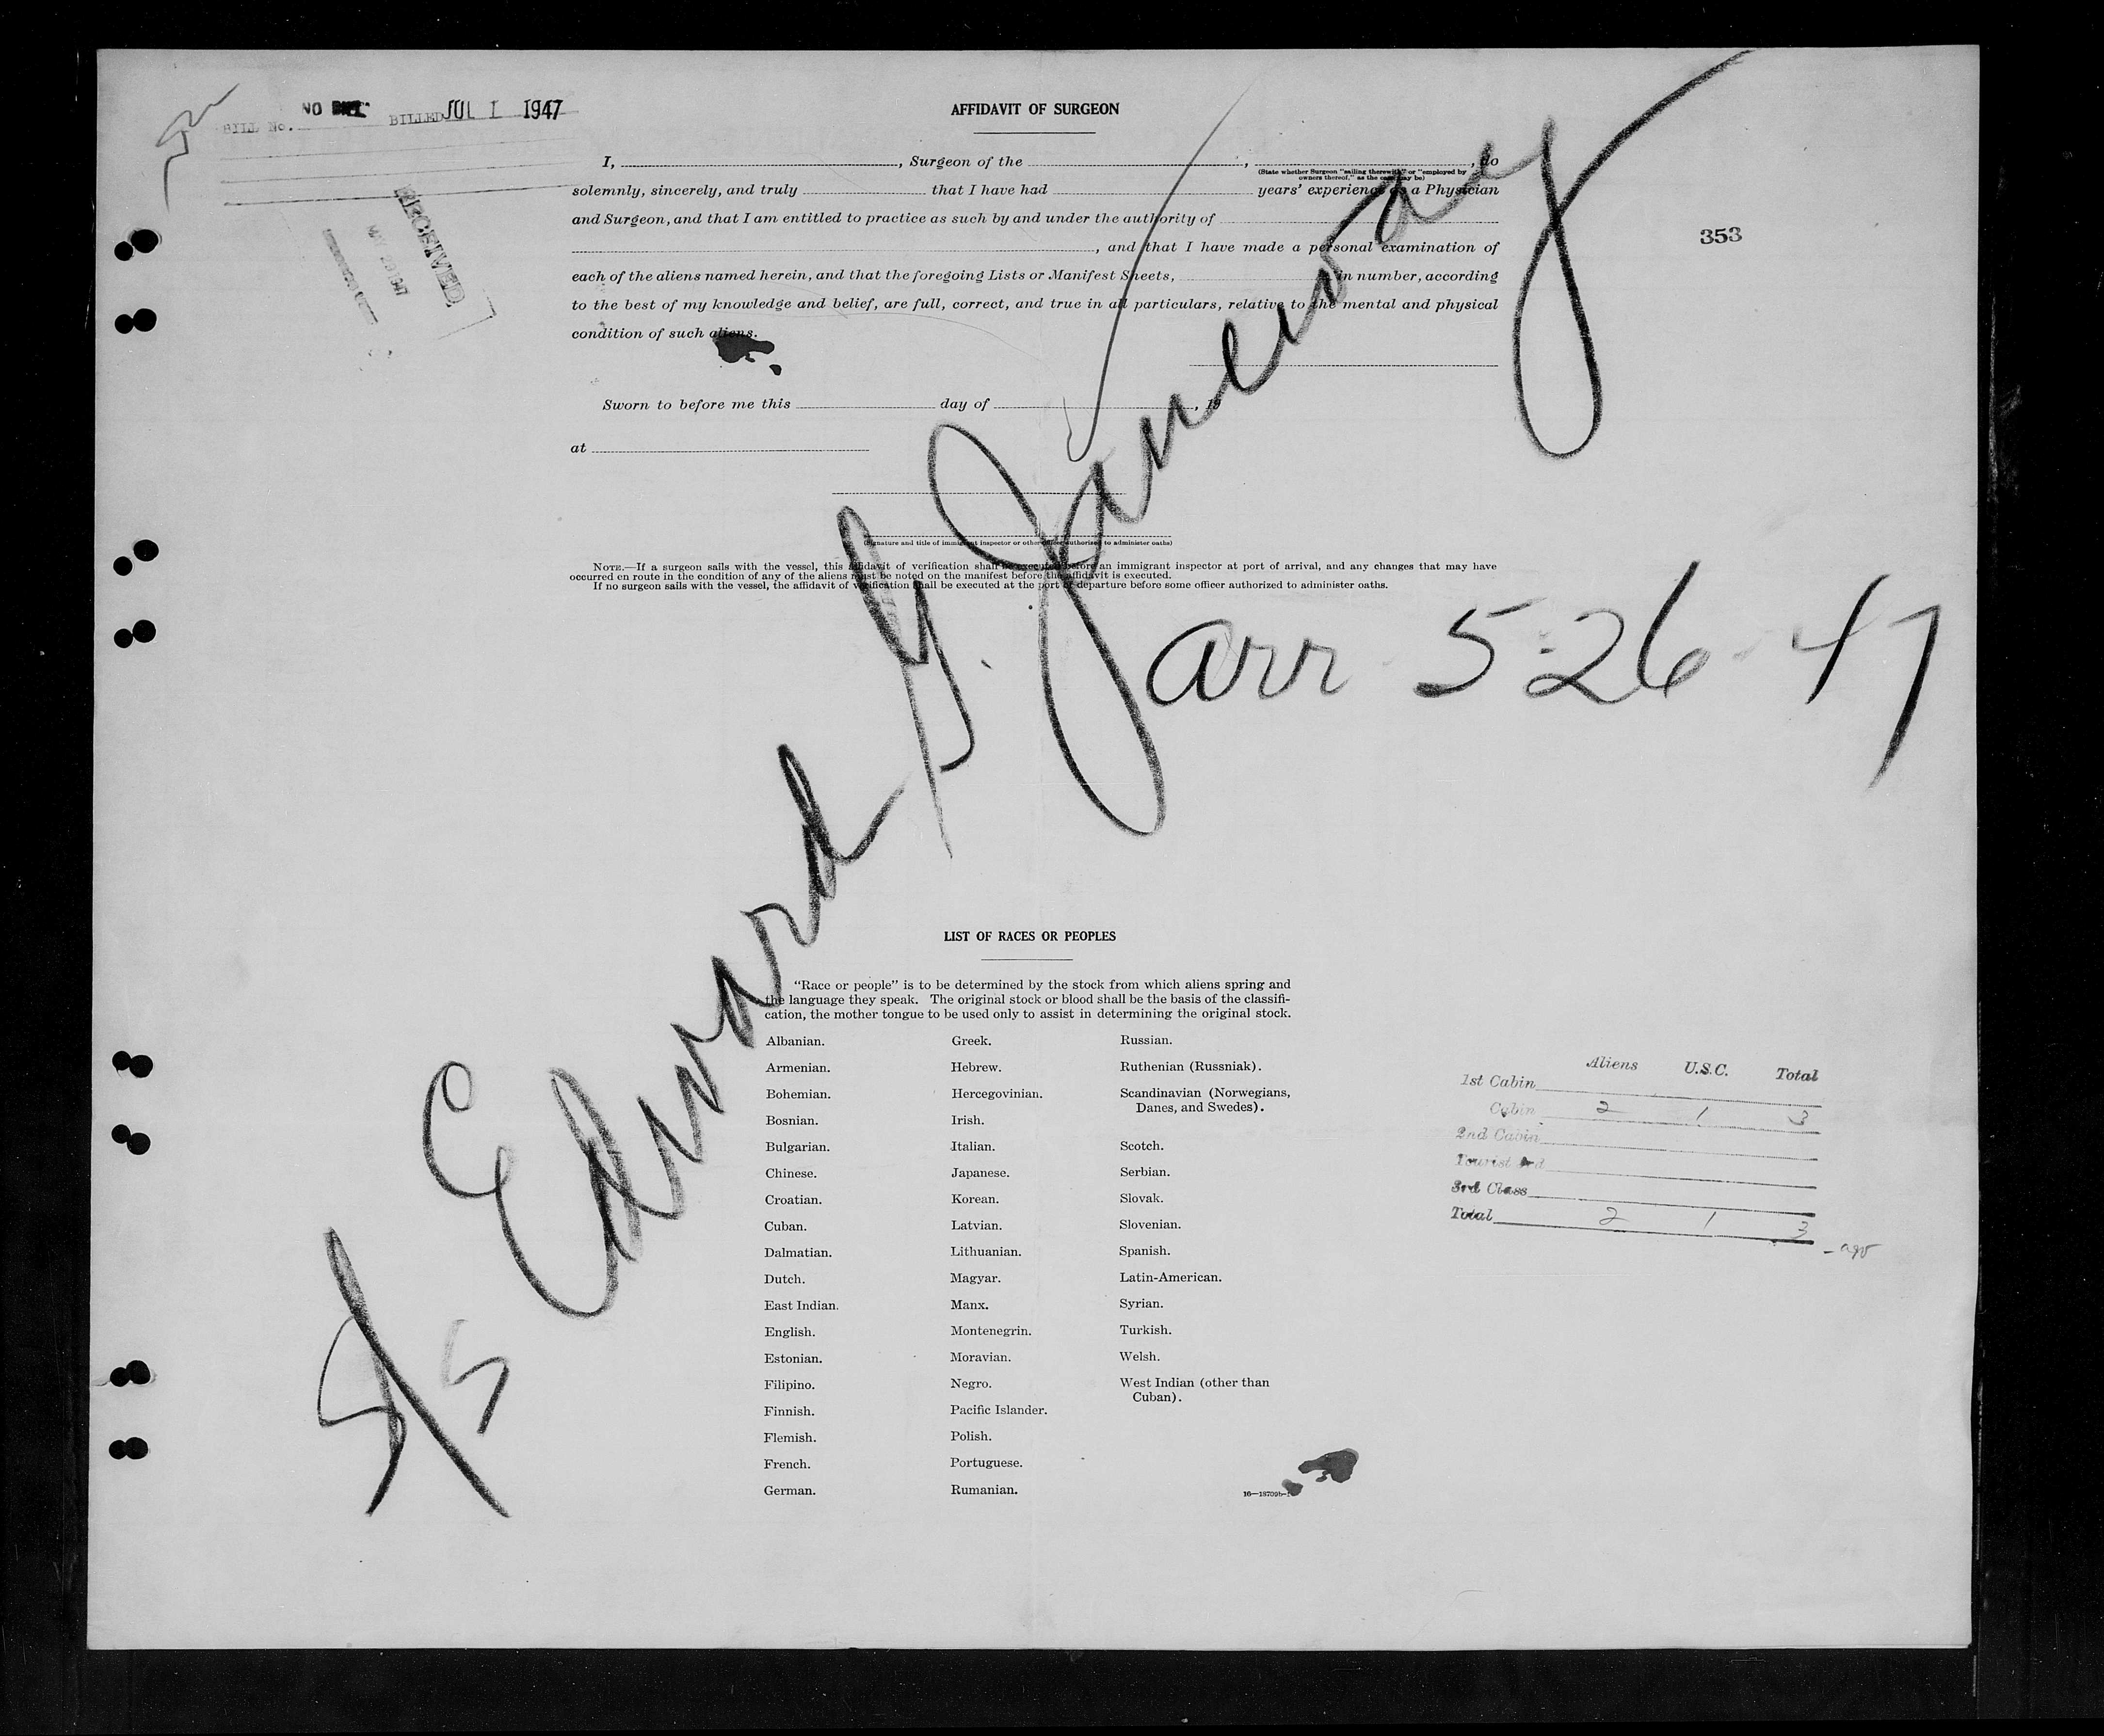 BILL No. NO BILL BILLED JUL 1 1947
RECEIVED
353
AFFIDAVIT OF SURGEON
I, , Surgeon of the , , do
(State whether Surgeon "sailing therewith" or "employed by
owners thereof," as the case may be)
solemnly, sincerely, and truly that I have had years' experience as a Physician
and Surgeon, and that I am entitled to practice as such by and under the authority of
, and that I have made a personal examination of
each of the aliens named herein, and that the foregoing Lists or Manifest Sheets, in number, according
to the best of my knowledge and belief, are full, correct, and true in all particulars, relative to the mental and physical
condition of such aliens.
Sworn to before me this day of , 19
at
(Signature and title of immigrant inspector or other officer authorized to administer oaths)
NOTE.—If a surgeon sails with the vessel, this affidavit of verification shall be executed before an immigrant inspector at port of arrival, and any changes that may have
occurred en route in the condition of any of the aliens must be noted on the manifest before the affidavit is executed.
If no surgeon sails with the vessel, the affidavit of verification shall be executed at the port of departure before some officer authorized to administer oaths.
S/S Edward G. Janeway
arr 5-26-47
LIST OF RACES OR PEOPLES
"Race or people" is to be determined by the stock from which aliens spring and
the language they speak. The original stock or blood shall be the basis of the classifi-
cation, the mother tongue to be used only to assist in determining the original stock.
Albanian.
Armenian.
Bohemian.
Bosnian.
Bulgarian.
Chinese.
Croatian.
Cuban.
Dalmatian.
Dutch.
East Indian.
English.
Estonian.
Filipino.
Finnish.
Flemish.
French.
German.
Greek.
Hebrew.
Hercegovinian.
Irish.
Italian.
Japanese.
Korean.
Latvian.
Lithuanian.
Magyar.
Manx.
Montenegrin.
Moravian.
Negro.
Pacific Islander.
Polish.
Portuguese.
Rumanian.
Russian.
Ruthenian (Russniak).
Scandinavian (Norwegians,
Danes, and Swedes).
Scotch.
Serbian.
Slovak.
Slovenian.
Spanish.
Latin-American.
Syrian.
Turkish.
Welsh.
West Indian (other than
Cuban).
Aliens U.S.C. Total
1st Cabin
Cabin 2 1 3
2nd Cabin
Tourist 3rd
3rd Class
Total 2 1 3